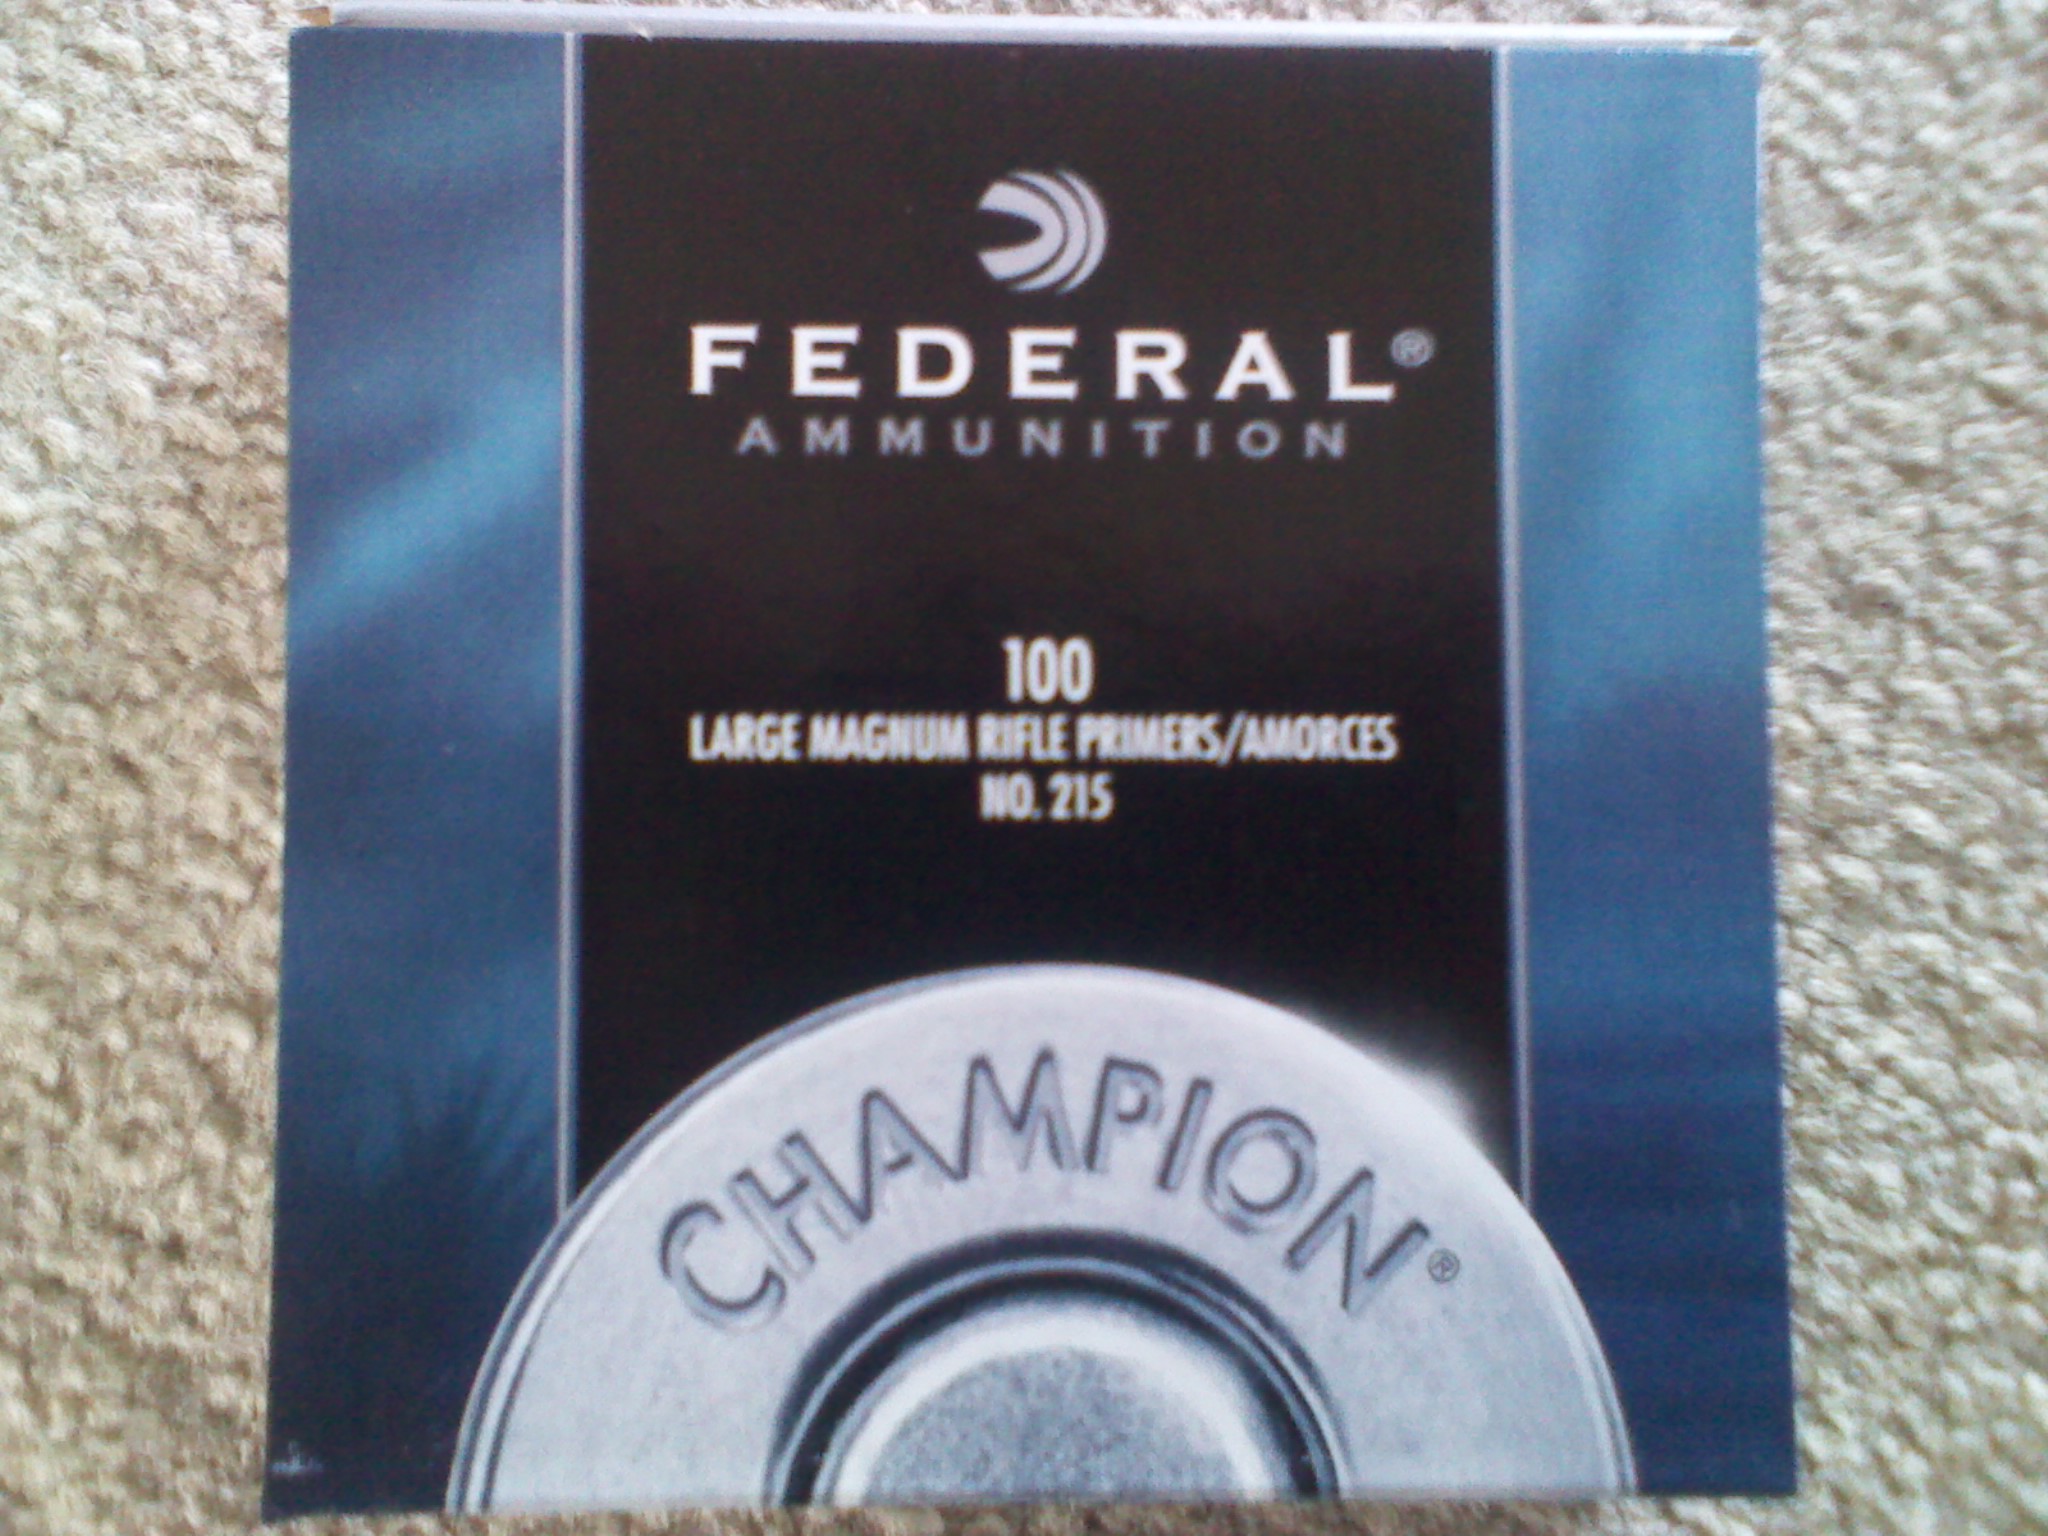 FEDERAL®
AMMUNITION
100
LARGE MAGNUM RIFLE PRIMERS/AMORCES
NO. 215
CHAMPION®